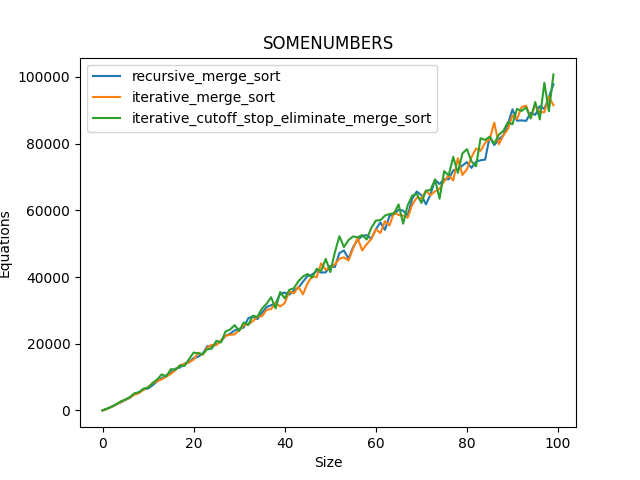 SOMENUMBERS
recursive_merge_sort
iterative_merge_sort
iterative_cutoff_stop_eliminate_merge_sort
100000
80000
60000
40000
20000
0
Equations
0 20 40 60 80 100
Size